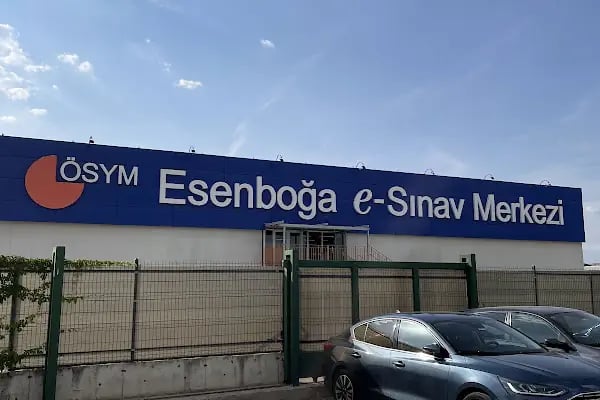 ÖSYM Esenboğa e-Sınav Merkezi